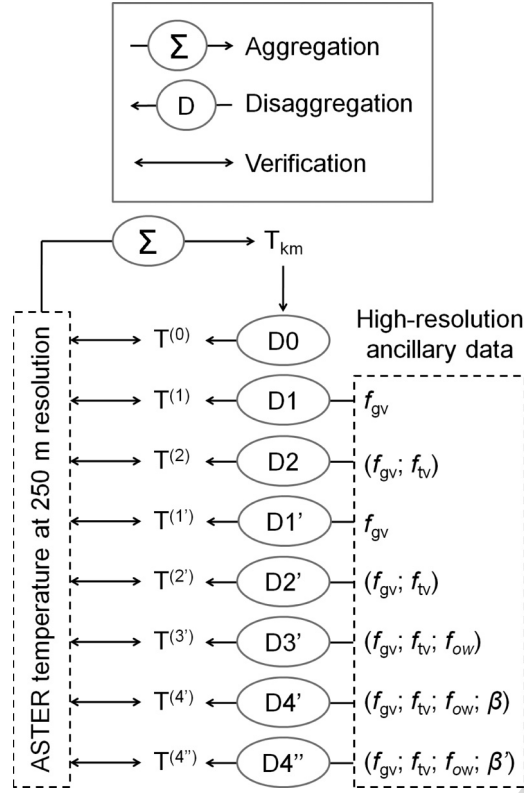 Σ Aggregation
D Disaggregation
Verification
Σ T_km
High-resolution
ancillary data
ASTER temperature at 250 m resolution
T^(0) D0
T^(1) D1 f_gv
T^(2) D2 (f_gv; f_tv)
T^(1') D1' f_gv
T^(2') D2' (f_gv; f_tv)
T^(3') D3' (f_gv; f_tv; f_ow)
T^(4') D4' (f_gv; f_tv; f_ow; β)
T^(4'') D4'' (f_gv; f_tv; f_ow; β')